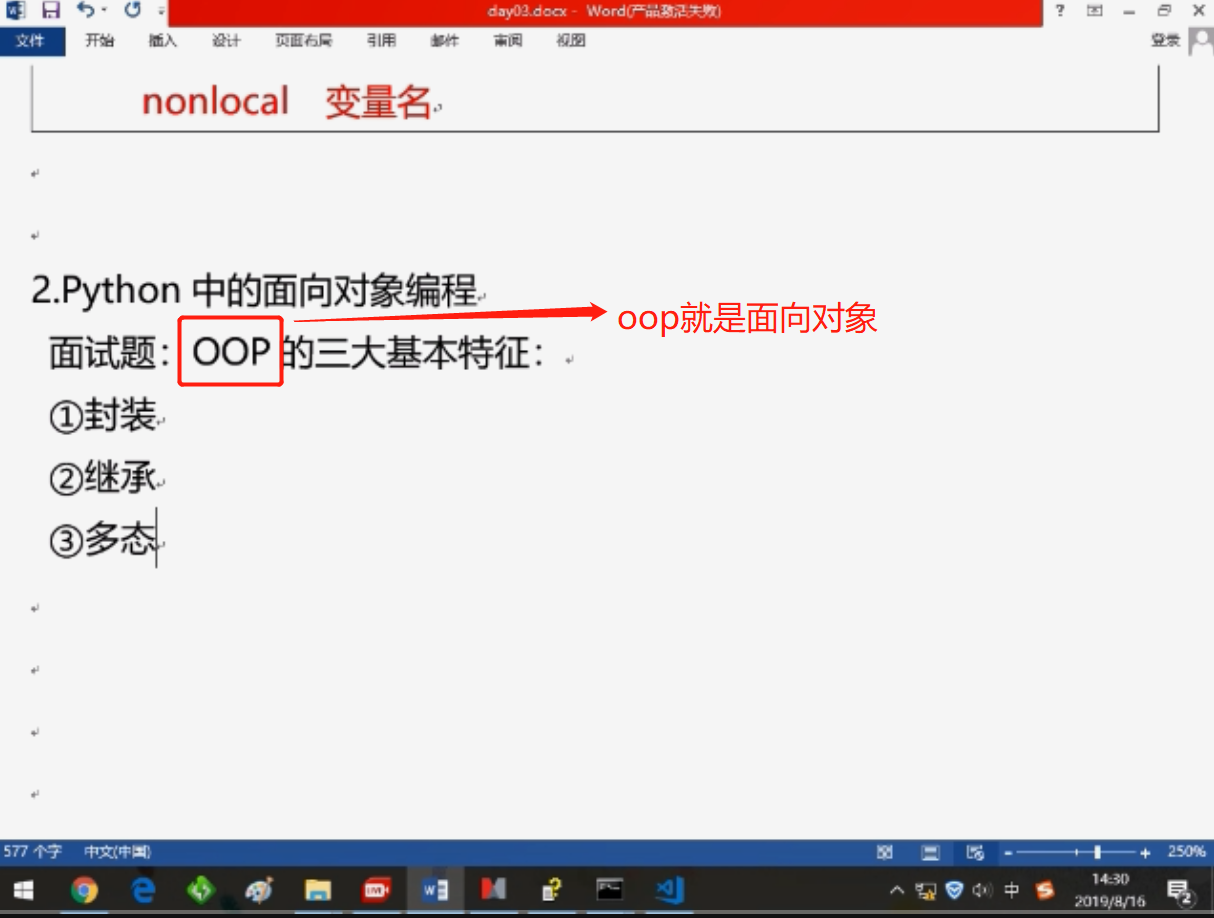 day03.docx - Word(产品激活失败)
文件 开始 插入 设计 页面布局 引用 邮件 审阅 视图 登录
nonlocal 变量名
2.Python 中的面向对象编程
oop就是面向对象
面试题：OOP 的三大基本特征：
①封装
②继承
③多态
577 个字 中文(中国) 250%
LIVE
中
14:30
2019/8/16
2